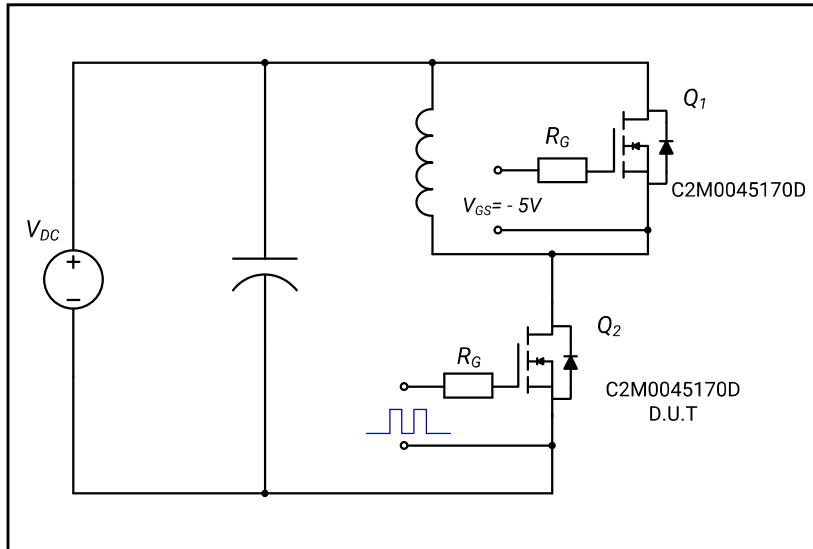 Q1
RG
C2M0045170D
VGS= - 5V
VDC
+
−
Q2
RG
C2M0045170D
D.U.T